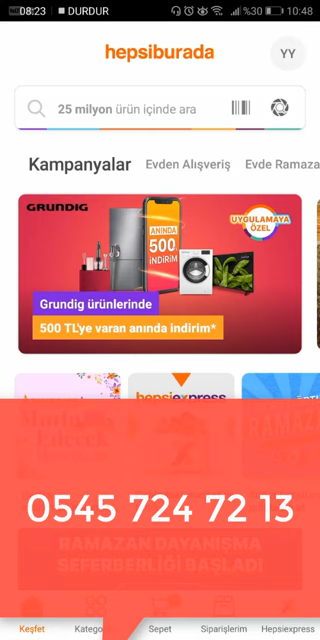 08:23 DURDUR %30 10:48
hepsiburada
YY
25 milyon ürün içinde ara
Kampanyalar Evden Alışveriş Evde Ramaza
GRUNDIG
ANINDA
500
İNDİRİM
UYGULAMAYA
ÖZEL
Grundig ürünlerinde
500 TL'ye varan anında indirim*
hepsiexpress
0545 724 72 13
RAMAZAN DAYANIŞMA
SEFERBERLİĞİ BAŞLADI
Keşfet Katego Sepet Siparişlerim Hepsiexpress